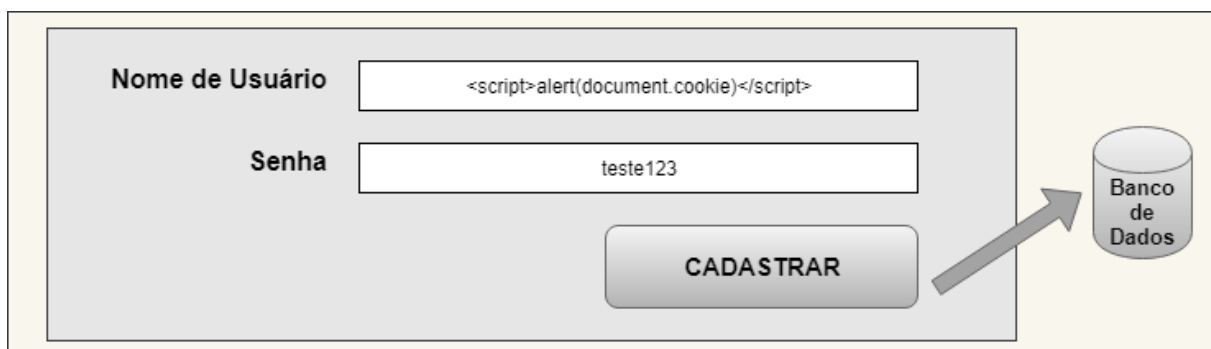 Nome de Usuário
<script>alert(document.cookie)</script>
Senha
teste123
CADASTRAR
Banco
de
Dados